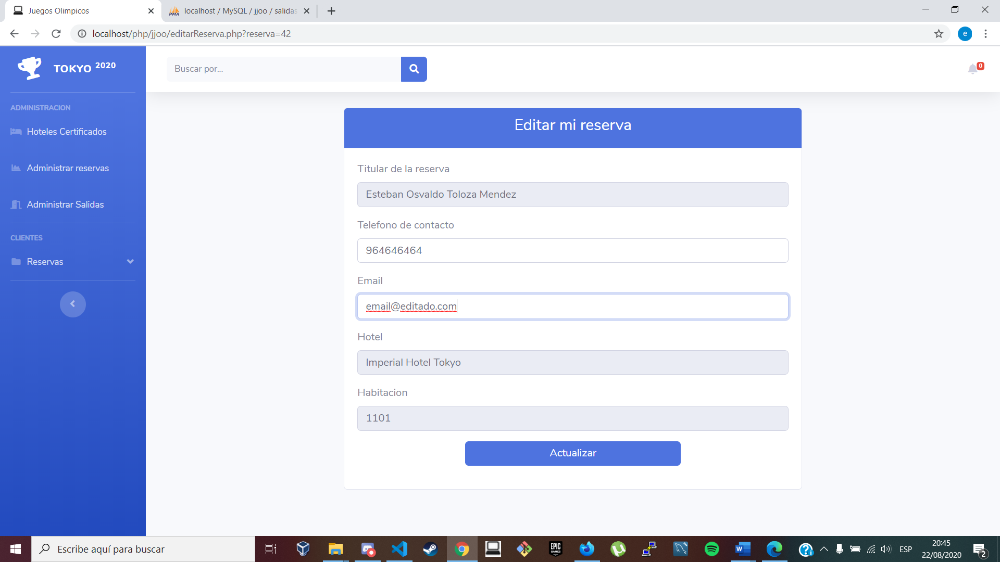 Juegos Olimpicos
localhost / MySQL / jjoo / salidas
localhost/php/jjoo/editarReserva.php?reserva=42
e
TOKYO 2020
Buscar por...
0
ADMINISTRACION
Hoteles Certificados
Administrar reservas
Administrar Salidas
CLIENTES
Reservas
Editar mi reserva
Titular de la reserva
Esteban Osvaldo Toloza Mendez
Telefono de contacto
964646464
Email
email@editado.com
Hotel
Imperial Hotel Tokyo
Habitacion
1101
Actualizar
Escribe aquí para buscar
EPIC
GAMES
ESP
20:45
22/08/2020
2